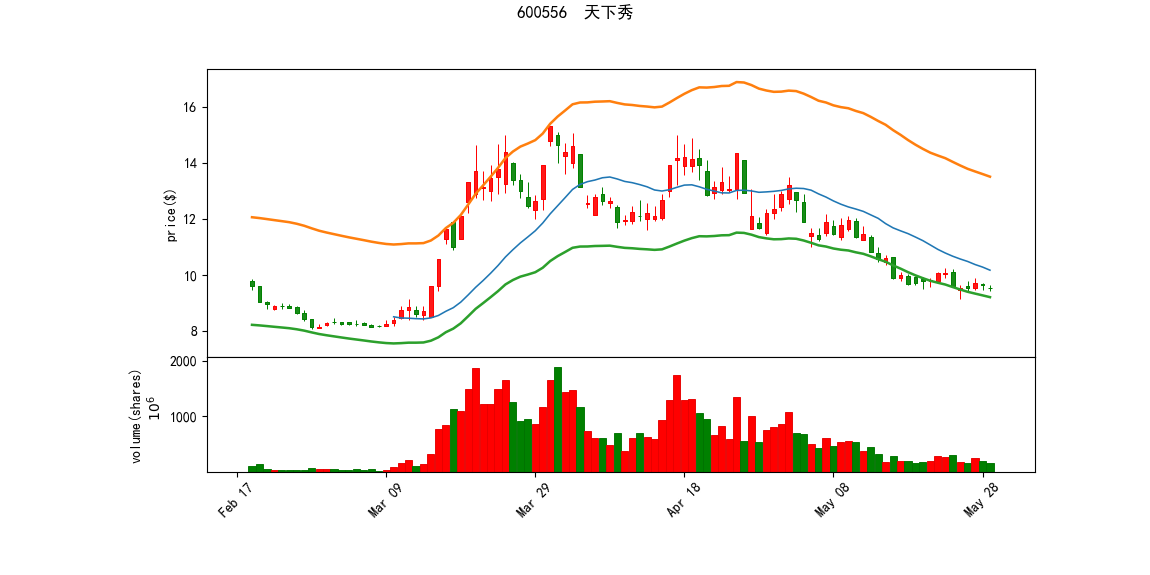 600556  天下秀
price($)
16
14
12
10
8
volume(shares)
10^6
2000
1000
Feb 17
Mar 09
Mar 29
Apr 18
May 08
May 28